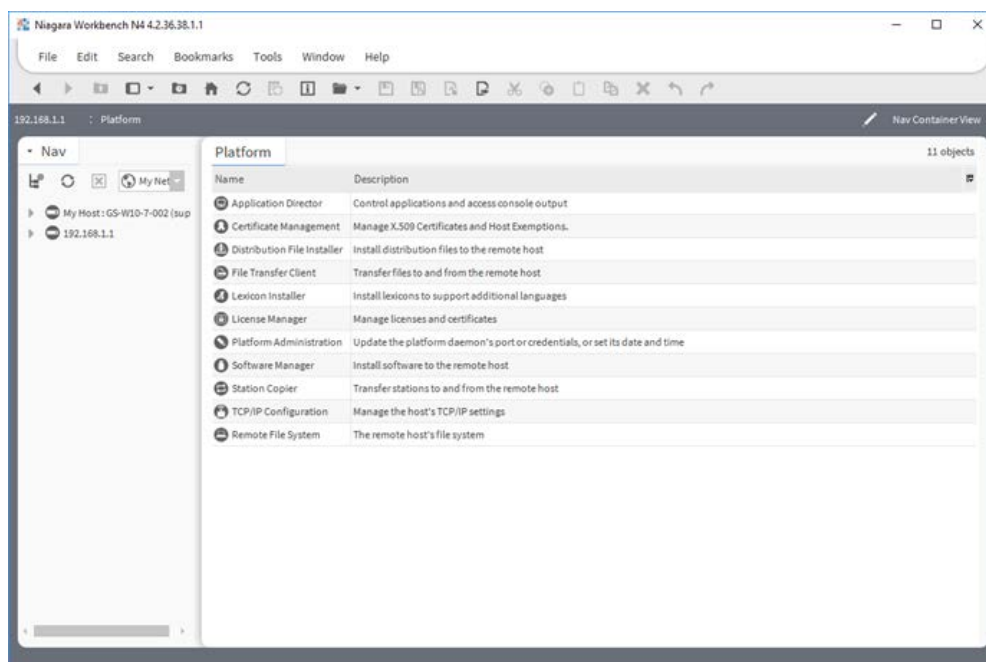 Niagara Workbench N4 4.2.36.38.1.1
File Edit Search Bookmarks Tools Window Help
192.168.1.1 : Platform Nav Container View
Nav
My Net
My Host : GS-W10-7-002 (sup
192.168.1.1
Platform 11 objects
Name Description
Application Director Control applications and access console output
Certificate Management Manage X.509 Certificates and Host Exemptions.
Distribution File Installer Install distribution files to the remote host
File Transfer Client Transfer files to and from the remote host
Lexicon Installer Install lexicons to support additional languages
License Manager Manage licenses and certificates
Platform Administration Update the platform daemon's port or credentials, or set its date and time
Software Manager Install software to the remote host
Station Copier Transfer stations to and from the remote host
TCP/IP Configuration Manage the host's TCP/IP settings
Remote File System The remote host's file system